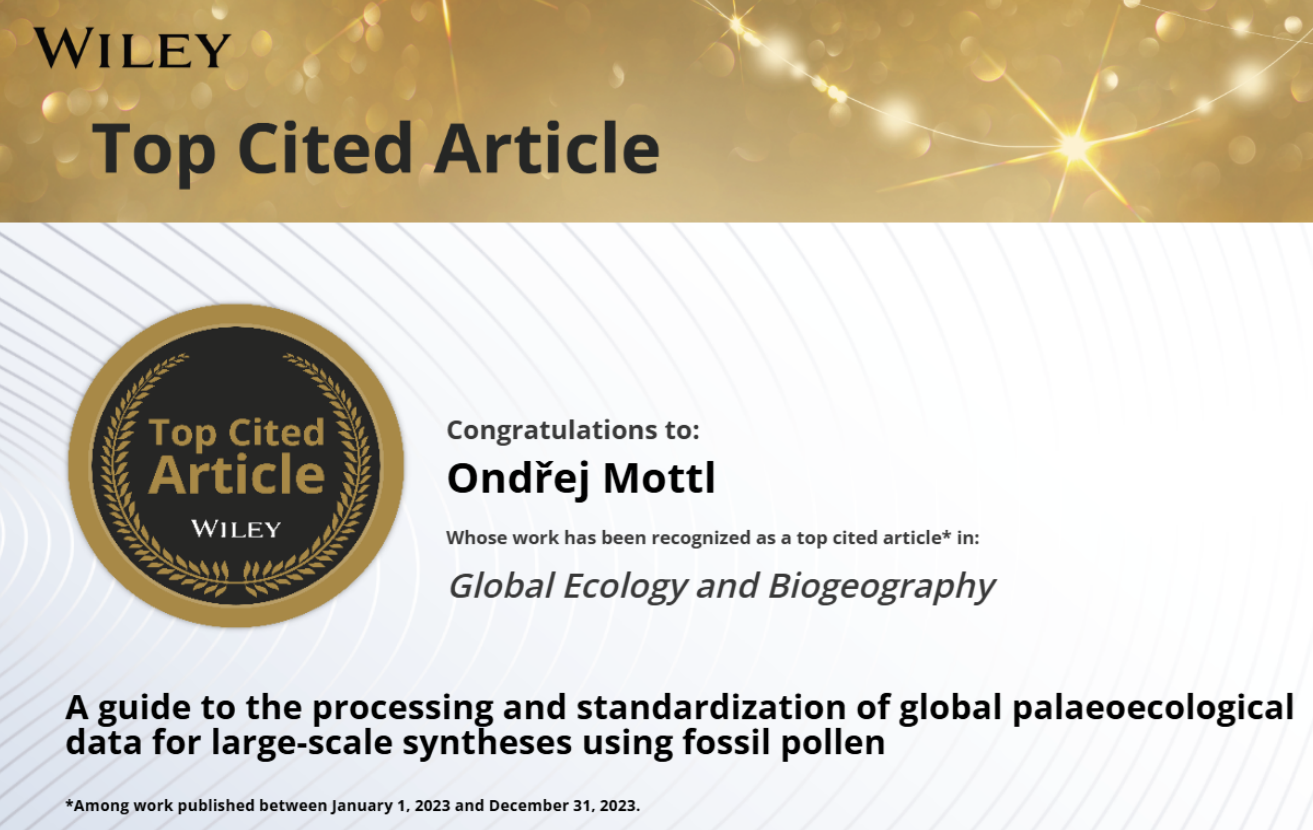 WILEY
Top Cited Article
Top Cited
Article
WILEY
Congratulations to:
Ondřej Mottl
Whose work has been recognized as a top cited article* in:
Global Ecology and Biogeography
A guide to the processing and standardization of global palaeoecological
data for large-scale syntheses using fossil pollen
*Among work published between January 1, 2023 and December 31, 2023.